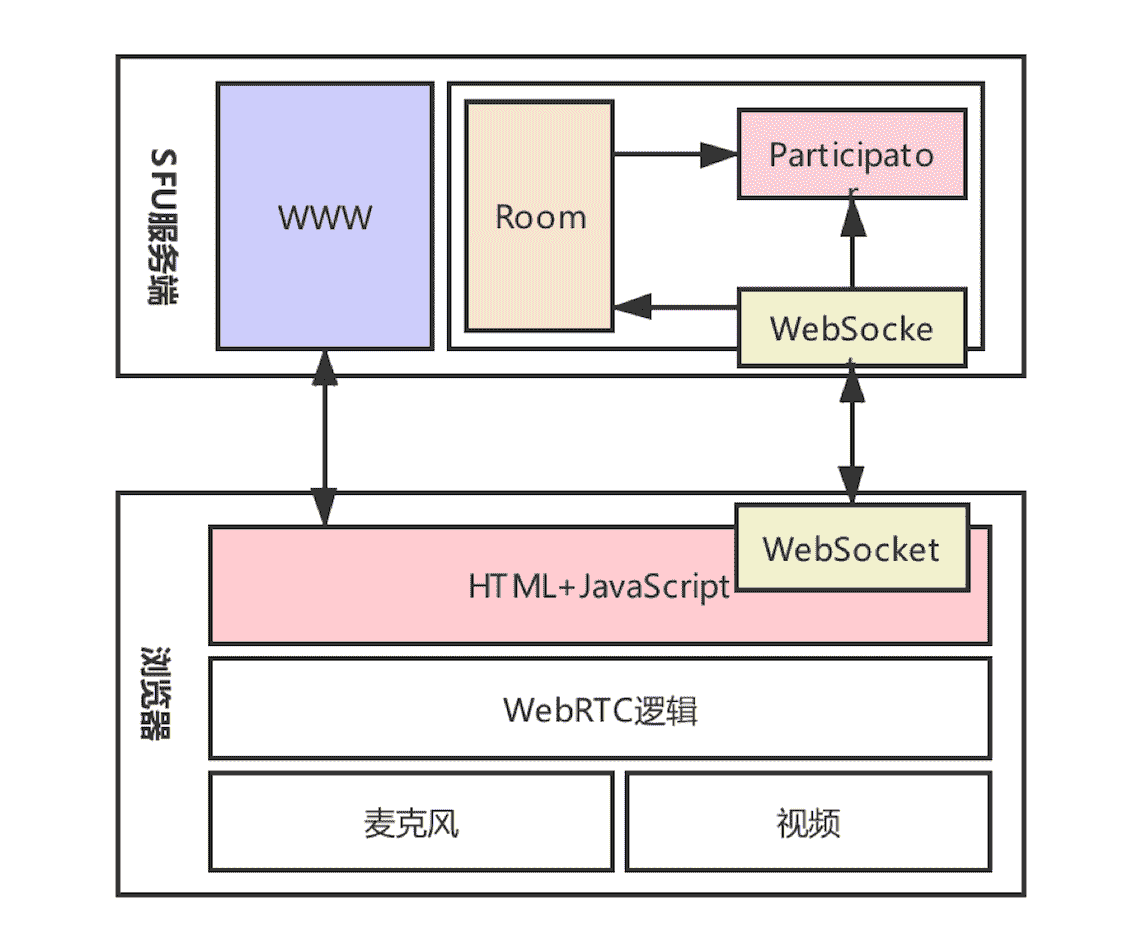 SFU服务端
WWW
Room
Participato
r
WebSocke
t
浏览器
WebSocket
HTML+JavaScript
WebRTC逻辑
麦克风
视频